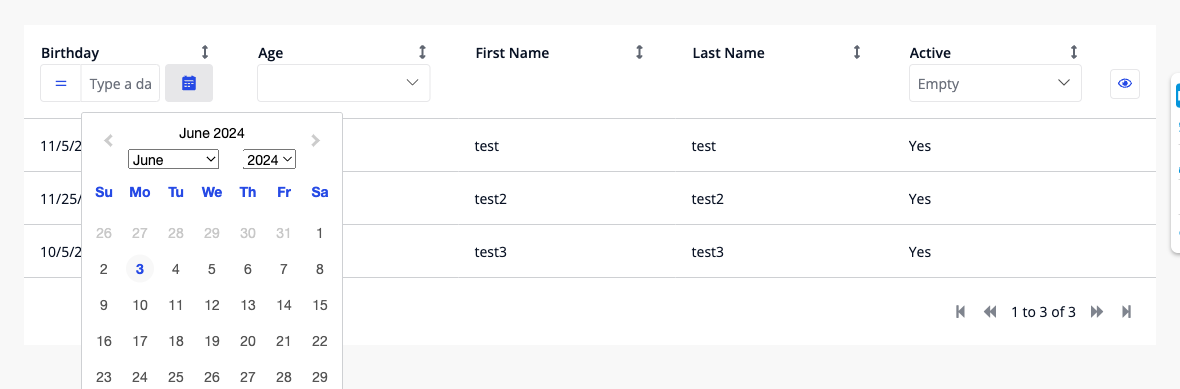 Birthday Age First Name Last Name Active
= Type a da Empty
June 2024
June 2024
11/5/2 test test Yes
Su Mo Tu We Th Fr Sa
11/25/ test2 test2 Yes
26 27 28 29 30 31 1
10/5/2 test3 test3 Yes
2 3 4 5 6 7 8
9 10 11 12 13 14 15
1 to 3 of 3
16 17 18 19 20 21 22
23 24 25 26 27 28 29